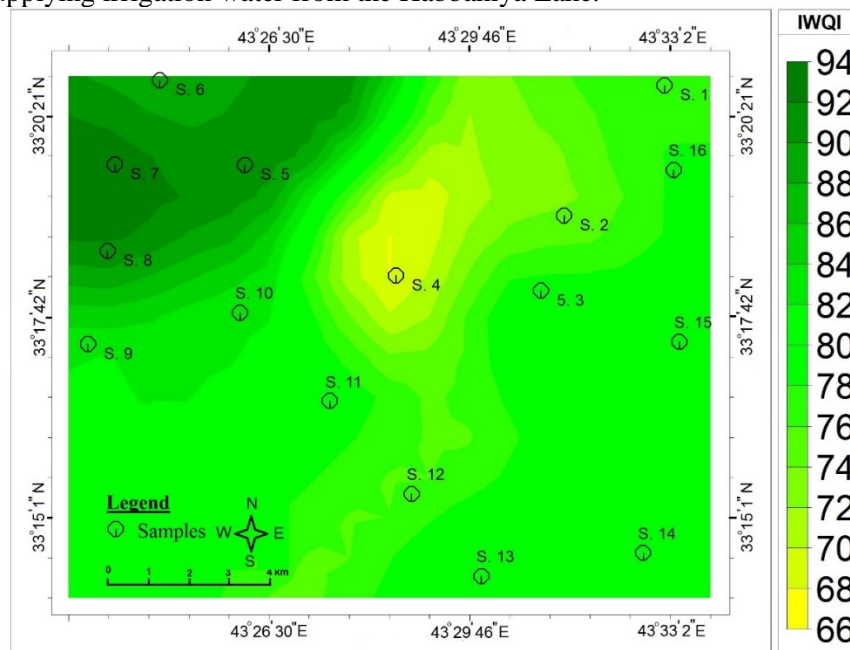 applying irrigation water from the Habbaniya Lake.
IWQI
43°26'30"E 43°29'46"E 43°33'2"E
94
92
90
88
86
84
82
80
78
76
74
72
70
68
66
33°20'21"N
33°17'42"N
33°15'1"N
33°20'21"N
33°17'42"N
33°15'1"N
S. 6
S. 1
S. 16
S. 7
S. 5
S. 2
S. 8
S. 4
5. 3
S. 10
S. 15
S. 9
S. 11
S. 12
S. 14
S. 13
Legend
Samples
N
W E
S
0 1 2 3 4 KM
43°26'30"E 43°29'46"E 43°33'2"E